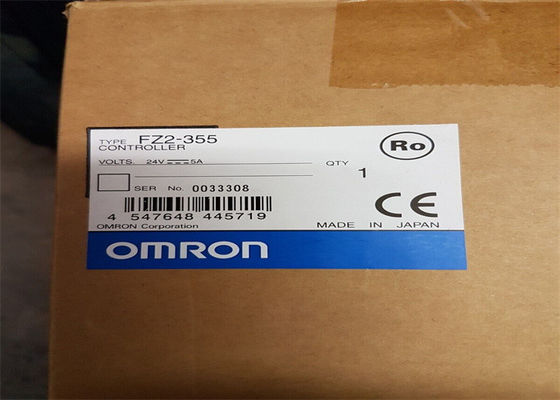 TYPE FZ2-355
CONTROLLER
Ro
VOLTS. 24V⎓5A
QTY
1
SER No. 0033308
4 547648 445719
CE
OMRON Corporation
MADE IN JAPAN
OMRON